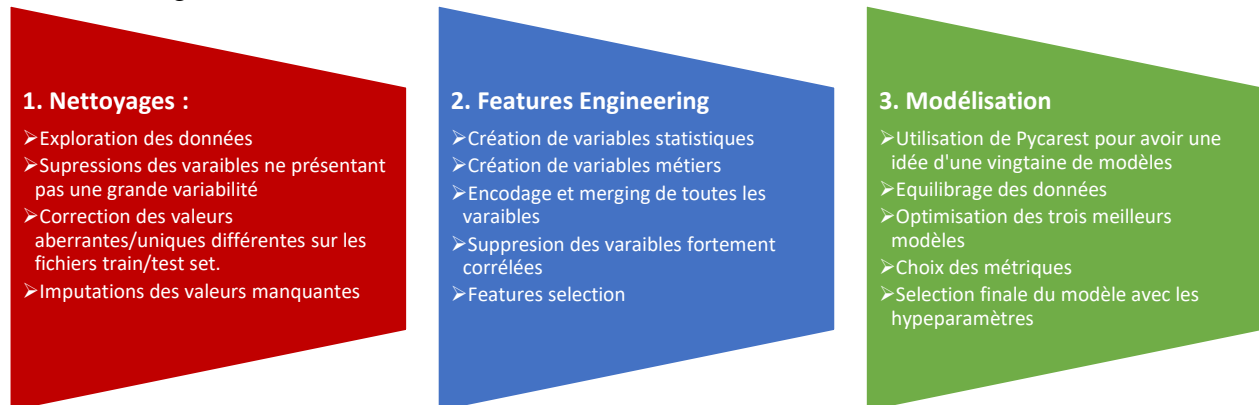 1. Nettoyages :
➢Exploration des données
➢Supressions des varaibles ne présentant
pas une grande variabilité
➢Correction des valeurs
aberrantes/uniques différentes sur les
fichiers train/test set.
➢Imputations des valeurs manquantes
2. Features Engineering
➢Création de variables statistiques
➢Création de variables métiers
➢Encodage et merging de toutes les
varaibles
➢Suppresion des varaibles fortement
corrélées
➢Features selection
3. Modélisation
➢Utilisation de Pycarest pour avoir une
idée d'une vingtaine de modèles
➢Equilibrage des données
➢Optimisation des trois meilleurs
modèles
➢Choix des métriques
➢Selection finale du modèle avec les
hypeparamètres